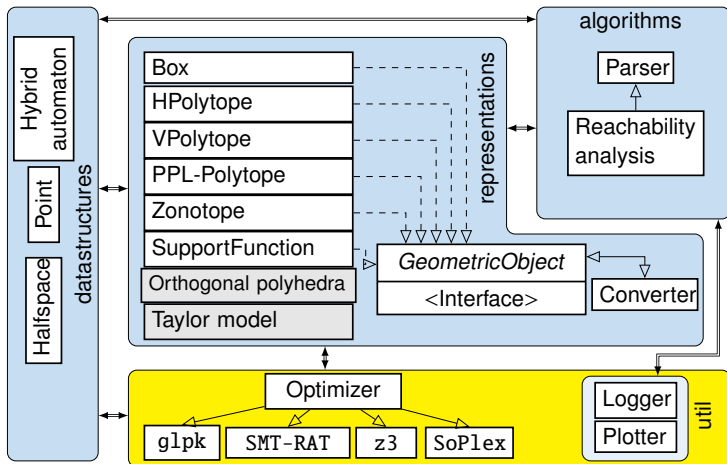 algorithms
Parser
Reachability
analysis
Hybrid
automaton
Point
Halfspace
datastructures
Box
HPolytope
VPolytope
PPL-Polytope
Zonotope
SupportFunction
Orthogonal polyhedra
Taylor model
representations
GeometricObject
<Interface>
Converter
Optimizer
glpk
SMT-RAT
z3
SoPlex
Logger
Plotter
util